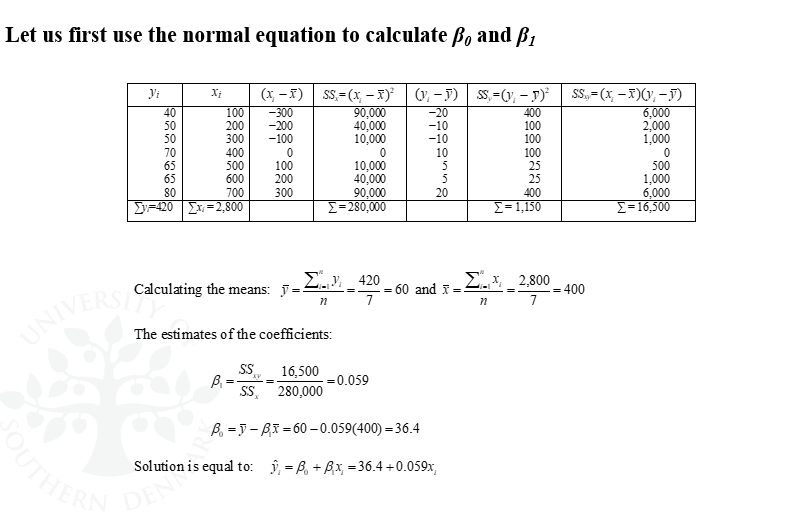 Let us first use the normal equation to calculate β₀ and β₁
yᵢ xᵢ (xᵢ − x̄) SSₓ=(xᵢ − x̄)² (yᵢ − ȳ) SSᵧ=(yᵢ − ȳ)² SSₓᵧ=(xᵢ − x̄)(yᵢ − ȳ)
40 100 −300 90,000 −20 400 6,000
50 200 −200 40,000 −10 100 2,000
50 300 −100 10,000 −10 100 1,000
70 400 0 0 10 100 0
65 500 100 10,000 5 25 500
65 600 200 40,000 5 25 1,000
80 700 300 90,000 20 400 6,000
∑yᵢ=420 ∑xᵢ=2,800 ∑=280,000 ∑=1,150 ∑=16,500
Calculating the means: ȳ = ∑ⁿᵢ₌₁ yᵢ / n = 420 / 7 = 60 and x̄ = ∑ⁿᵢ₌₁ xᵢ / n = 2,800 / 7 = 400
The estimates of the coefficients:
β₁ = SSₓᵧ / SSₓ = 16,500 / 280,000 = 0.059
β₀ = ȳ − β₁x̄ = 60 − 0.059(400) = 36.4
Solution is equal to: ŷᵢ = β₀ + β₁xᵢ = 36.4 + 0.059xᵢ
UNIVERSITY OF
SOUTHERN DENMARK